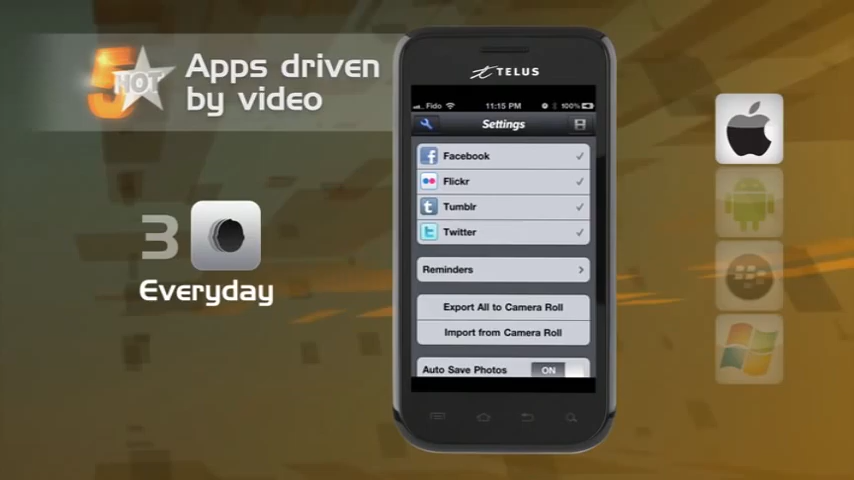 5 HOT
Apps driven
by video
3
Everyday
TELUS
Fido 11:15 PM 100%
Settings
Facebook
Flickr
Tumblr
Twitter
Reminders
Export All to Camera Roll
Import from Camera Roll
Auto Save Photos ON